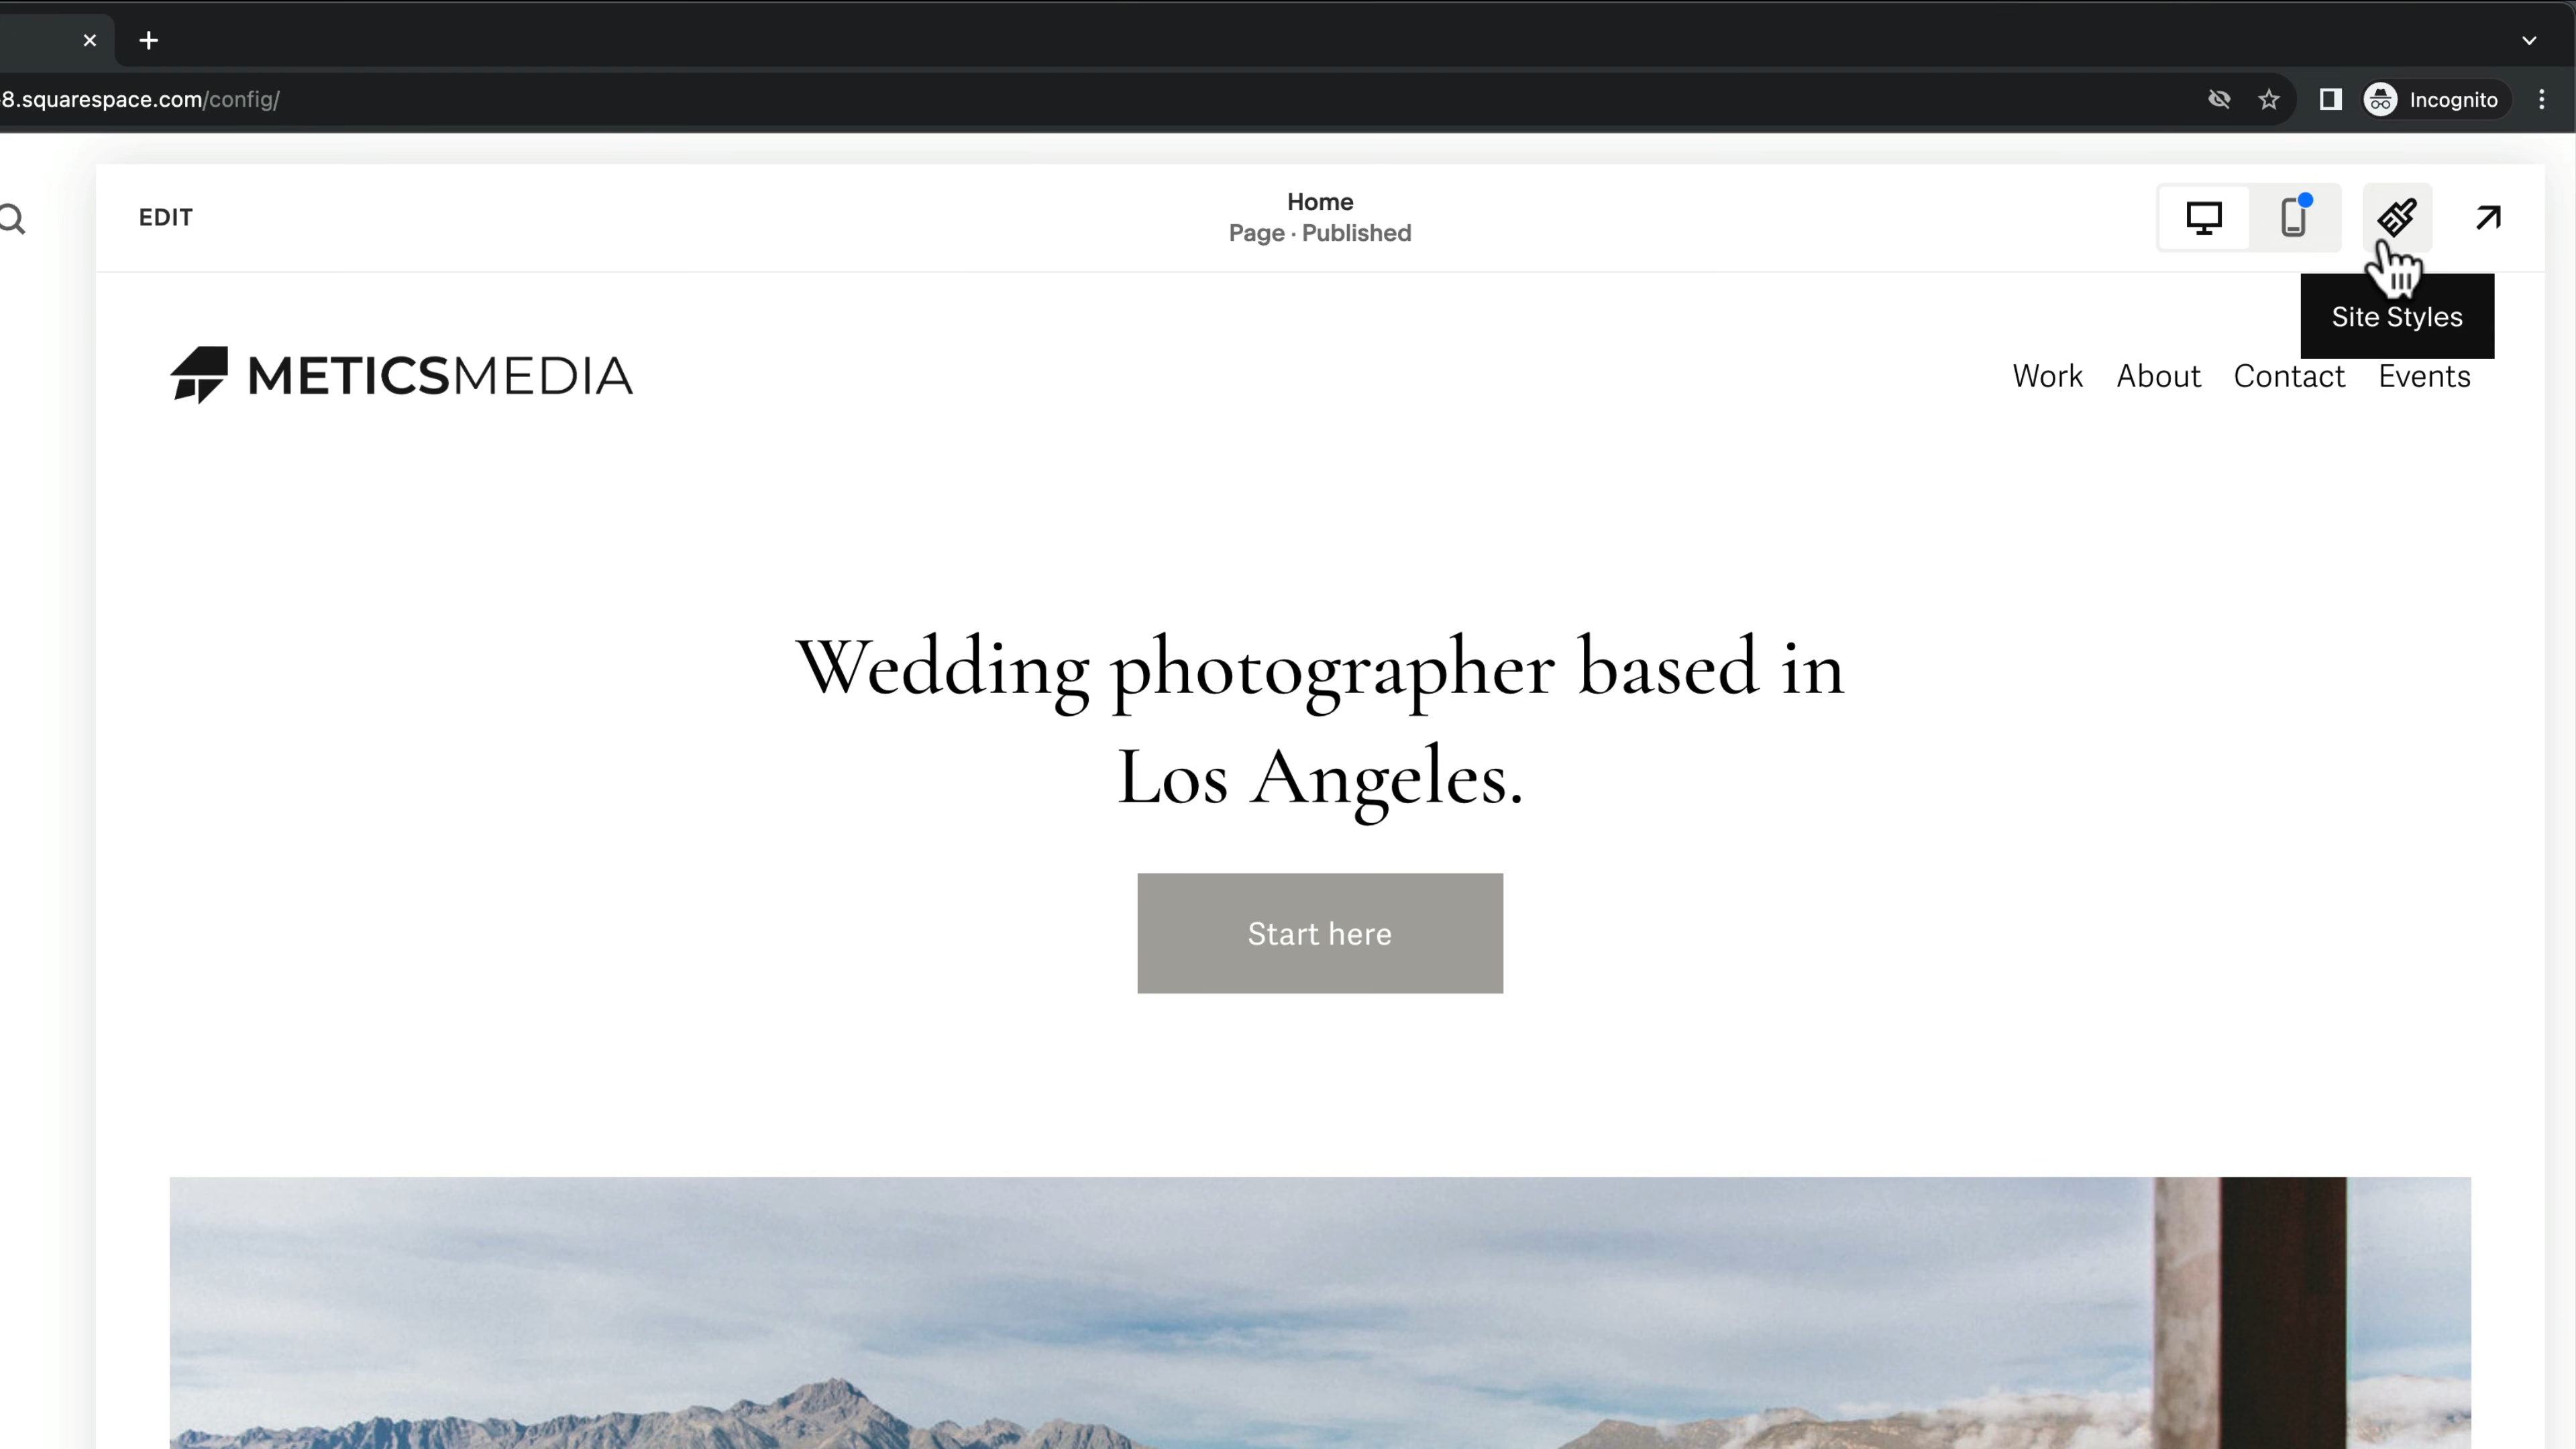 8.squarespace.com/config/
Incognito
EDIT
Home
Page · Published
Site Styles
METICSMEDIA
Work About Contact Events
Wedding photographer based in
Los Angeles.
Start here